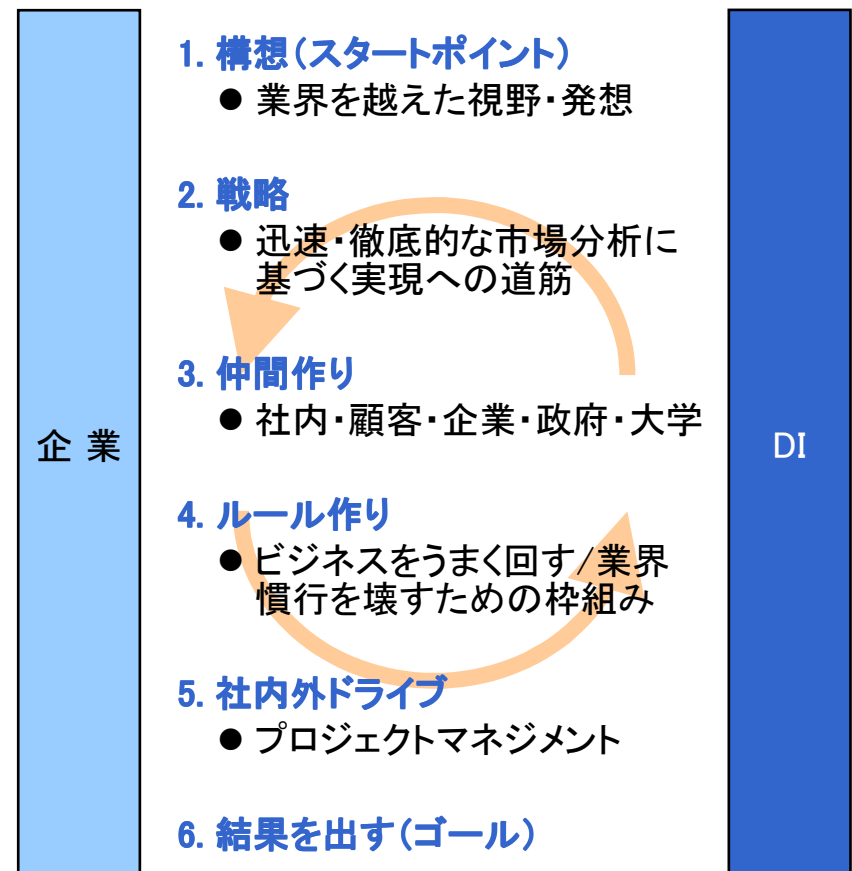 企業
1. 構想(スタートポイント)
● 業界を越えた視野・発想
2. 戦略
● 迅速・徹底的な市場分析に
基づく実現への道筋
3. 仲間作り
● 社内・顧客・企業・政府・大学
4. ルール作り
● ビジネスをうまく回す/業界
慣行を壊すための枠組み
5. 社内外ドライブ
● プロジェクトマネジメント
6. 結果を出す(ゴール)
DI